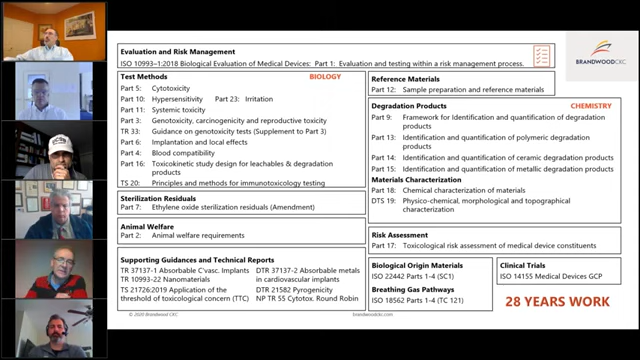 Evaluation and Risk Management
ISO 10993–1:2018 Biological Evaluation of Medical Devices: Part 1: Evaluation and testing within a risk management process.
BRANDWOODCKC
Test Methods
BIOLOGY
Part 5: Cytotoxicity
Part 10: Hypersensitivity Part 23: Irritation
Part 11: Systemic toxicity
Part 3: Genotoxicity, carcinogenicity and reproductive toxicity
TR 33: Guidance on genotoxicity tests (Supplement to Part 3)
Part 6: Implantation and local effects
Part 4: Blood compatibility
Part 16: Toxicokinetic study design for leachables & degradation
products
TS 20: Principles and methods for immunotoxicology testing
Sterilization Residuals
Part 7: Ethylene oxide sterilization residuals (Amendment)
Animal Welfare
Part 2: Animal welfare requirements
Supporting Guidances and Technical Reports
TR 37137-1 Absorbable C'vasc. Implants
TR 10993-22 Nanomaterials
TS 21726:2019 Application of the
threshold of toxicological concern (TTC)
DTR 37137-2 Absorbable metals
in cardiovascular implants
DTR 21582 Pyrogenicity
NP TR 55 Cytotox. Round Robin
Reference Materials
Part 12: Sample preparation and reference materials
Degradation Products
CHEMISTRY
Part 9: Framework for Identification and quantification of degradation
products
Part 13: Identification and quantification of polymeric degradation
products
Part 14: Identification and quantification of ceramic degradation products
Part 15: Identification and quantification of metallic degradation products
Materials Characterization
Part 18: Chemical characterization of materials
DTS 19: Physico-chemical, morphological and topographical
characterization
Risk Assessment
Part 17: Toxicological risk assessment of medical device constituents
Biological Origin Materials
ISO 22442 Parts 1-4 (SC1)
Breathing Gas Pathways
ISO 18562 Parts 1-4 (TC 121)
Clinical Trials
ISO 14155 Medical Devices GCP
28 YEARS WORK
© 2020 Brandwood CKC
brandwoodckc.com